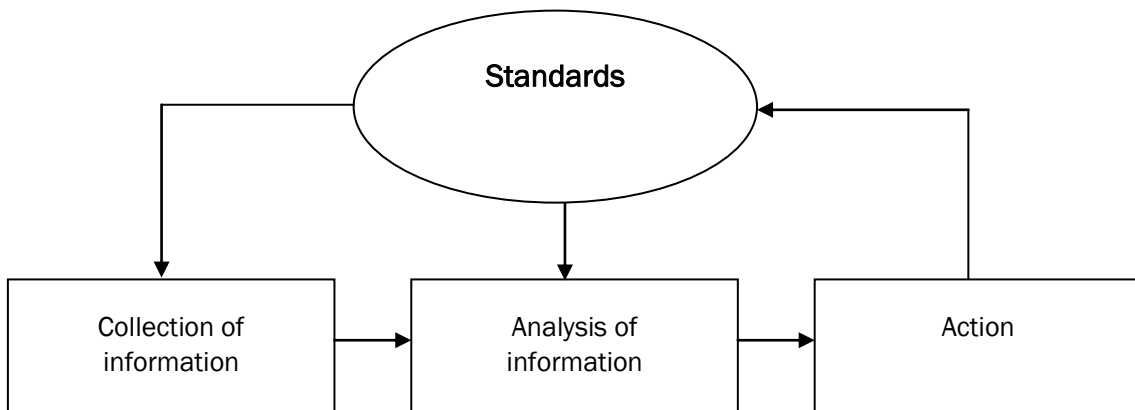 Standards
Collection of
information
Analysis of
information
Action